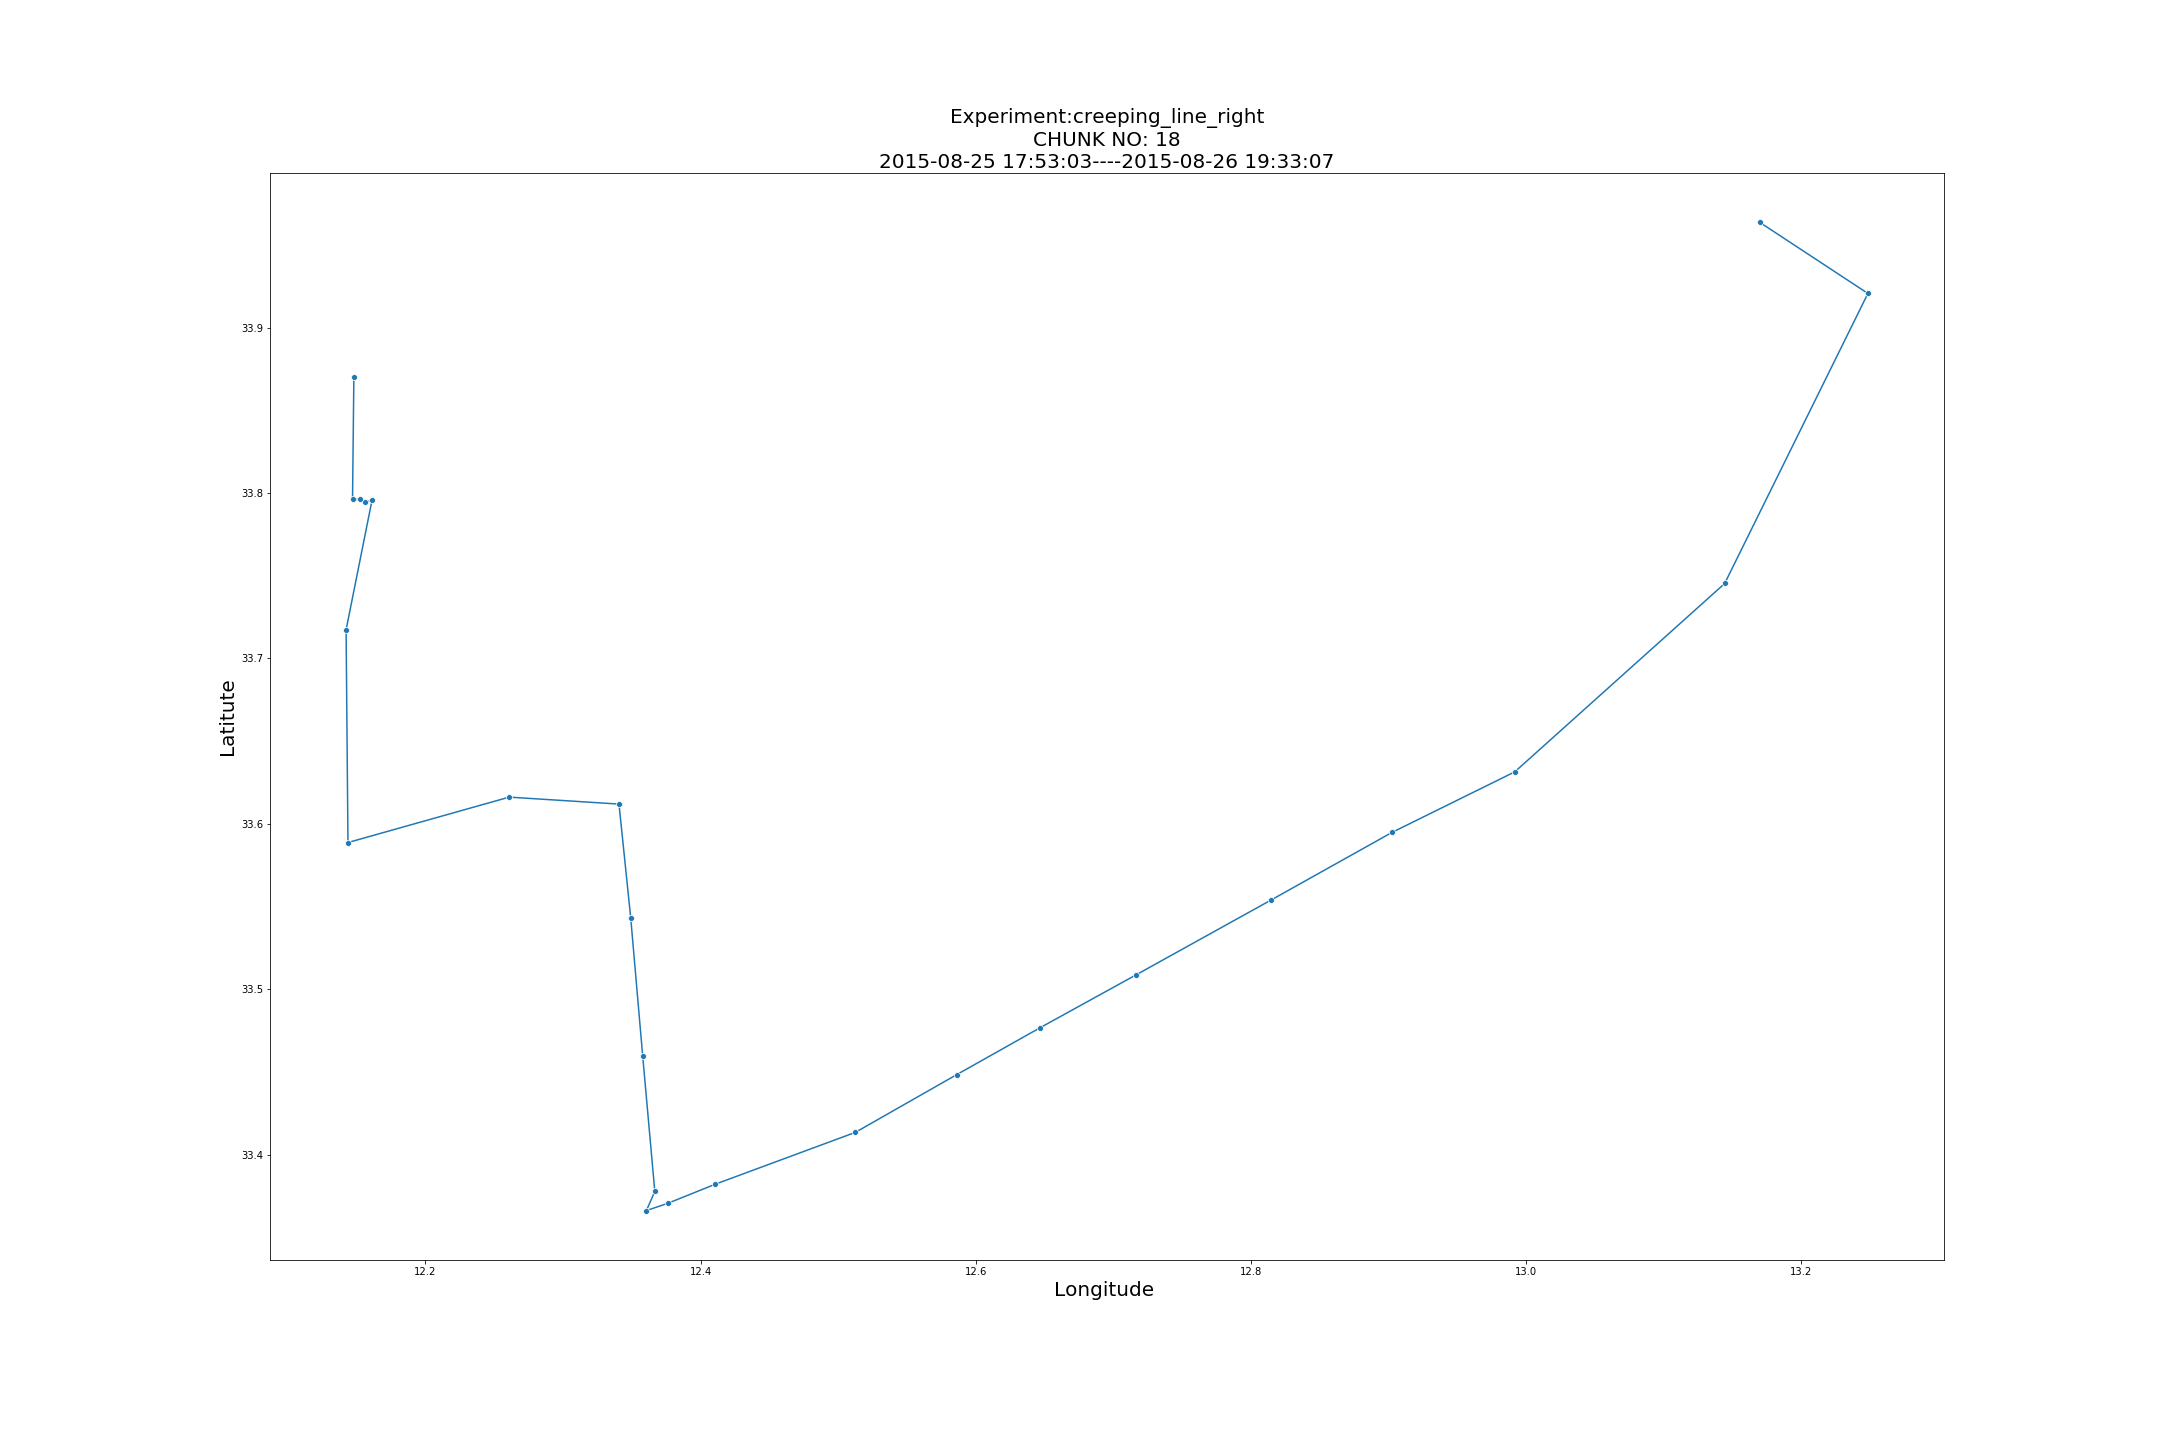 Experiment:creeping_line_right
CHUNK NO: 18
2015-08-25 17:53:03----2015-08-26 19:33:07
33.9
33.8
33.7
33.6
33.5
33.4
Latitute
12.2
12.4
12.6
12.8
13.0
13.2
Longitude